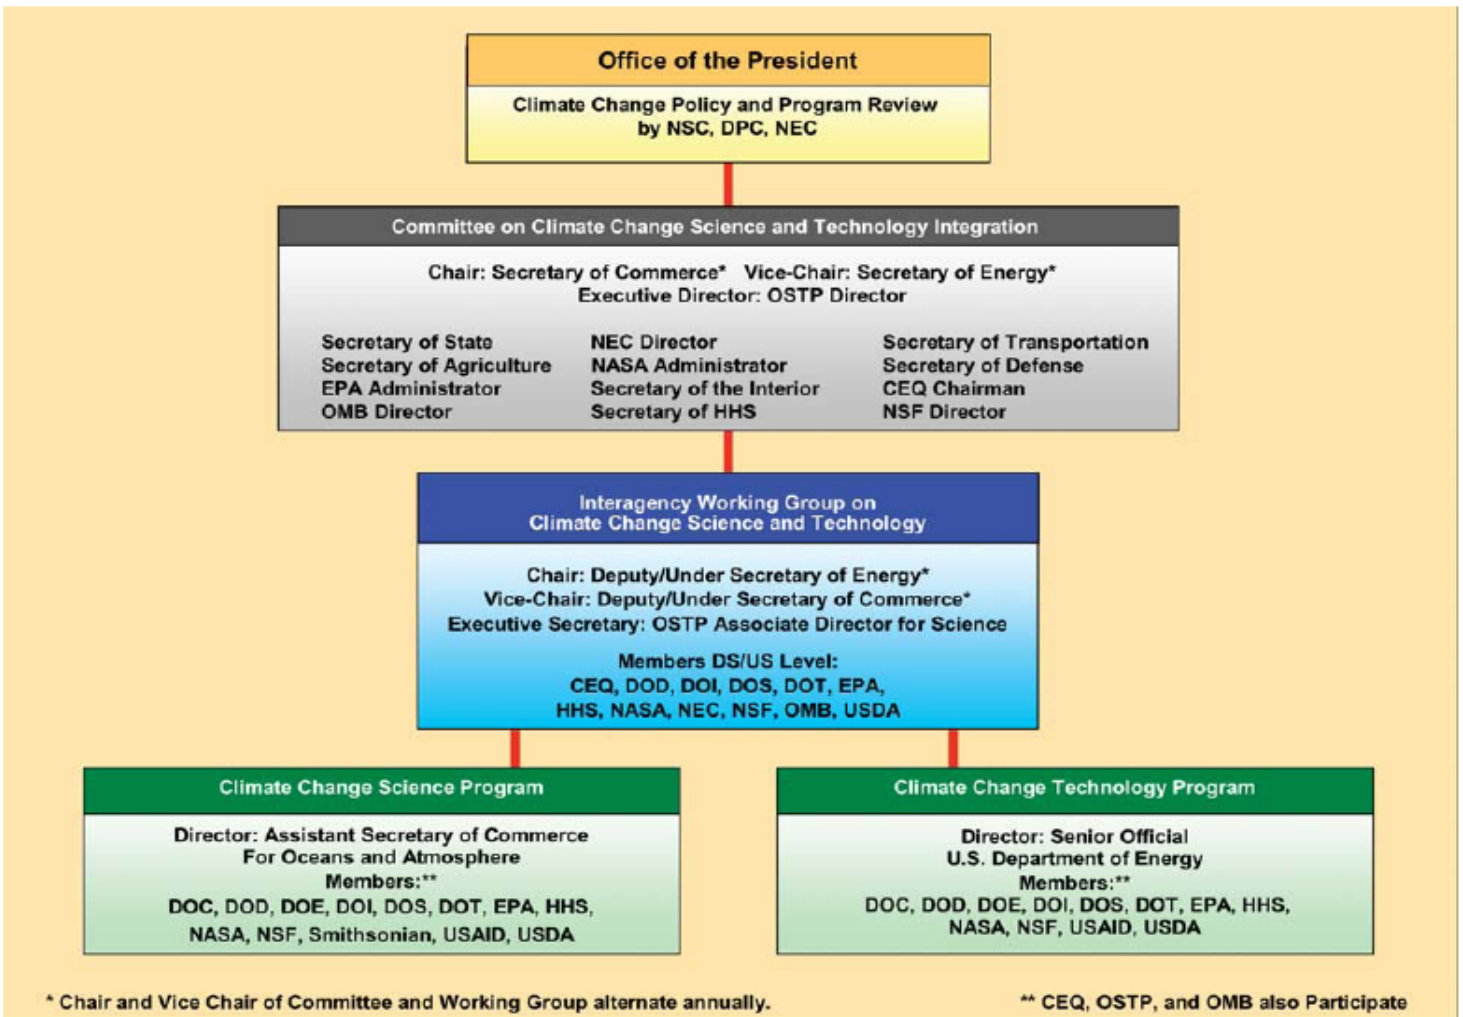 Office of the President
Climate Change Policy and Program Review
by NSC, DPC, NEC
Committee on Climate Change Science and Technology Integration
Chair: Secretary of Commerce* Vice-Chair: Secretary of Energy*
Executive Director: OSTP Director
Secretary of State
Secretary of Agriculture
EPA Administrator
OMB Director
NEC Director
NASA Administrator
Secretary of the Interior
Secretary of HHS
Secretary of Transportation
Secretary of Defense
CEQ Chairman
NSF Director
Interagency Working Group on
Climate Change Science and Technology
Chair: Deputy/Under Secretary of Energy*
Vice-Chair: Deputy/Under Secretary of Commerce*
Executive Secretary: OSTP Associate Director for Science
Members DS/US Level:
CEQ, DOD, DOI, DOS, DOT, EPA,
HHS, NASA, NEC, NSF, OMB, USDA
Climate Change Science Program
Director: Assistant Secretary of Commerce
For Oceans and Atmosphere
Members:**
DOC, DOD, DOE, DOI, DOS, DOT, EPA, HHS,
NASA, NSF, Smithsonian, USAID, USDA
Climate Change Technology Program
Director: Senior Official
U.S. Department of Energy
Members:**
DOC, DOD, DOE, DOI, DOS, DOT, EPA, HHS,
NASA, NSF, USAID, USDA
* Chair and Vice Chair of Committee and Working Group alternate annually.
** CEQ, OSTP, and OMB also Participate